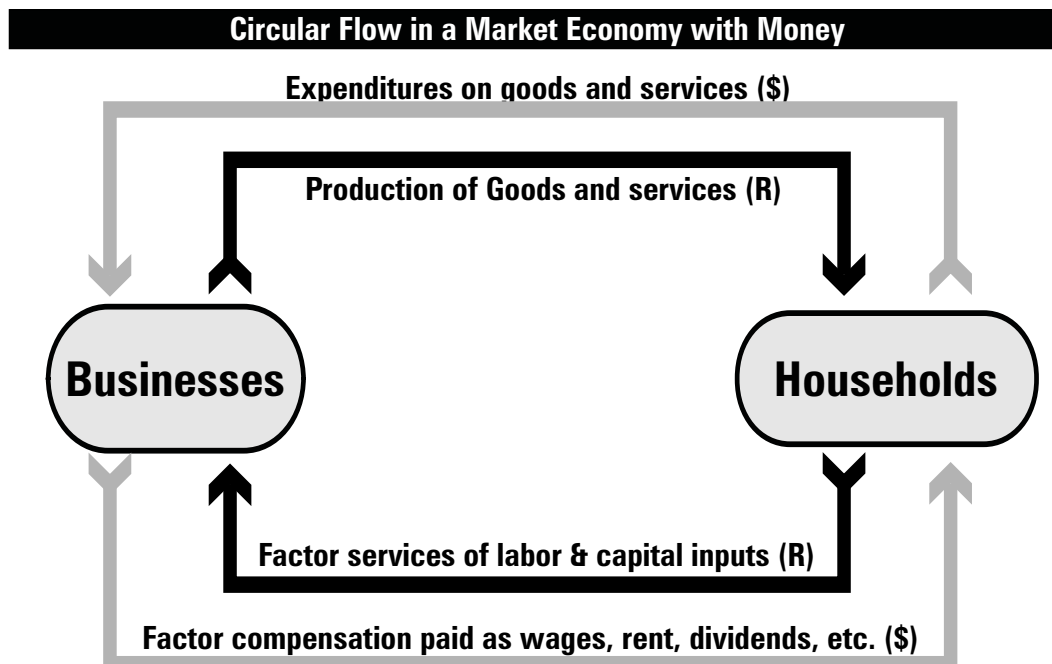 Circular Flow in a Market Economy with Money
Expenditures on goods and services ($)
Production of Goods and services (R)
Businesses
Households
Factor services of labor & capital inputs (R)
Factor compensation paid as wages, rent, dividends, etc. ($)